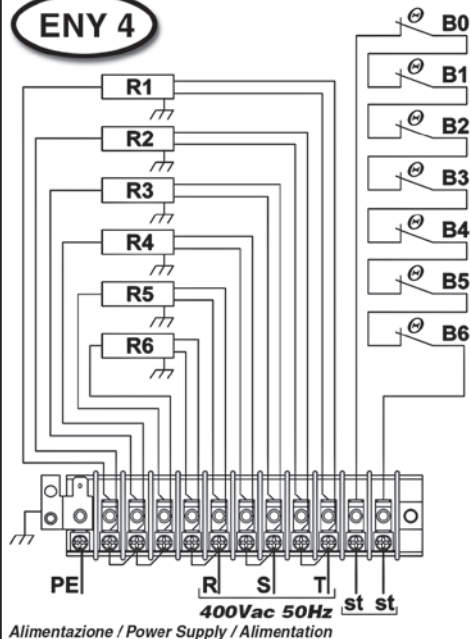 ENY 4
B0
R1
B1
R2
B2
R3
B3
R4
B4
R5
B5
R6
B6
PE R S T st st
400Vac 50Hz
Alimentazione / Power Supply / Alimentation